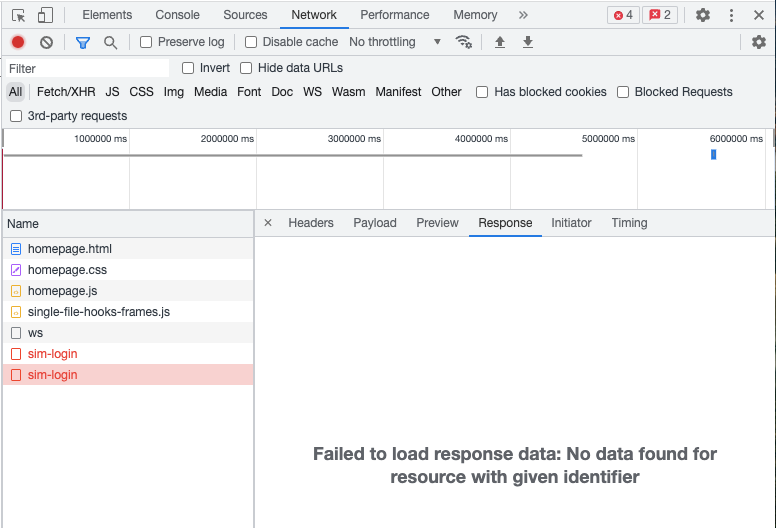 Elements Console Sources Network Performance Memory » 4 2
Preserve log Disable cache No throttling
Filter Invert Hide data URLs
All Fetch/XHR JS CSS Img Media Font Doc WS Wasm Manifest Other Has blocked cookies Blocked Requests
3rd-party requests
1000000 ms 2000000 ms 3000000 ms 4000000 ms 5000000 ms 6000000 ms
Name × Headers Payload Preview Response Initiator Timing
homepage.html
homepage.css
homepage.js
single-file-hooks-frames.js
ws
sim-login
sim-login
Failed to load response data: No data found for
resource with given identifier